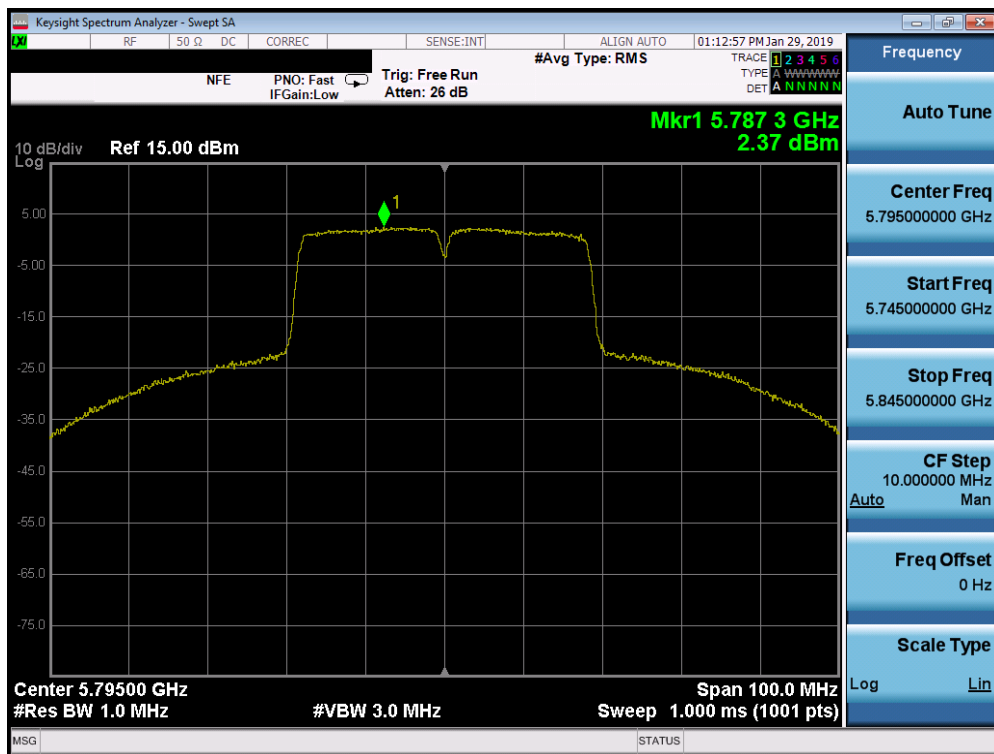 Keysight Spectrum Analyzer - Swept SA
LXI RF 50 Ω DC CORREC SENSE:INT ALIGN AUTO 01:12:57 PM Jan 29, 2019
NFE PNO: Fast Trig: Free Run #Avg Type: RMS TRACE 1 2 3 4 5 6
IFGain:Low Atten: 26 dB TYPE A WWWWW
DET A N N N N N
Mkr1 5.787 3 GHz
2.37 dBm
10 dB/div Ref 15.00 dBm
Log
1
5.00
-5.00
-15.0
-25.0
-35.0
-45.0
-55.0
-65.0
-75.0
Center 5.79500 GHz Span 100.0 MHz
#Res BW 1.0 MHz #VBW 3.0 MHz Sweep 1.000 ms (1001 pts)
MSG STATUS
Frequency
Auto Tune
Center Freq
5.795000000 GHz
Start Freq
5.745000000 GHz
Stop Freq
5.845000000 GHz
CF Step
10.000000 MHz
Auto Man
Freq Offset
0 Hz
Scale Type
Log Lin